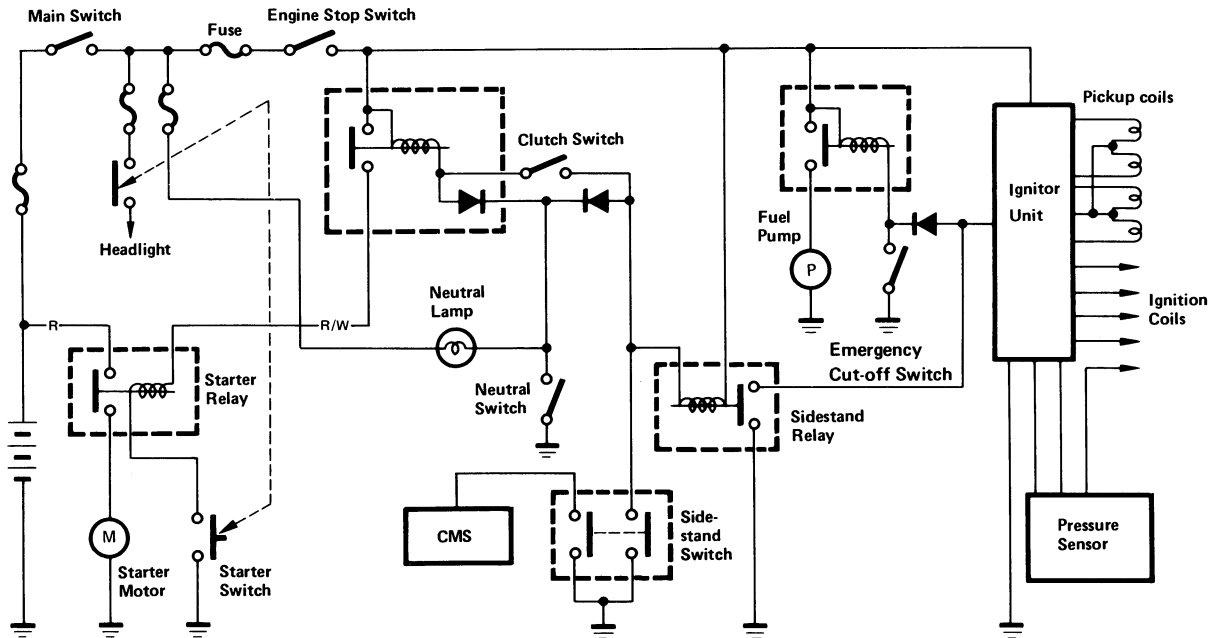 Main Switch
Fuse
Engine Stop Switch
Pickup coils
Clutch Switch
Ignitor
Unit
Headlight
Fuel
Pump
P
Neutral
Lamp
Ignition
Coils
R
R/W
Emergency
Cut-off Switch
Starter
Relay
Neutral
Switch
Sidestand
Relay
CMS
Side-
stand
Switch
Pressure
Sensor
M
Starter
Motor
Starter
Switch